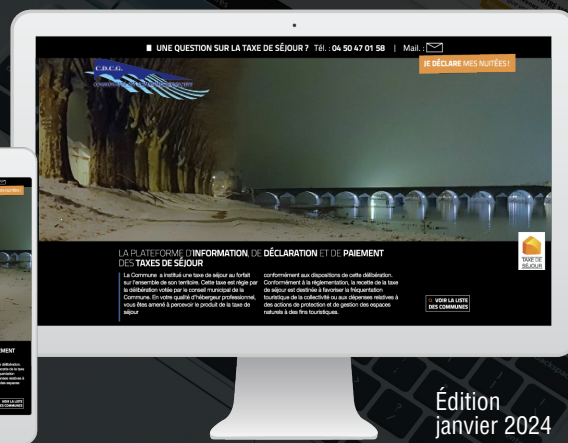 UNE QUESTION SUR LA TAXE DE SÉJOUR ? Tél. : 04 50 47 01 58 | Mail. :
JE DÉCLARE MES NUITÉES !
C.D.C.G.
LA PLATEFORME D'INFORMATION, DE DÉCLARATION ET DE PAIEMENT
DES TAXES DE SÉJOUR
La Commune a institué une taxe de séjour au forfait
sur l'ensemble de son territoire. Cette taxe est régie par
la délibération votée par le conseil municipal de la
Commune. En votre qualité d'hébergeur professionnel,
vous êtes amené à percevoir le produit de la taxe de
séjour
conformément aux dispositions de cette délibération.
Conformément à la réglementation, la recette de la taxe
de séjour est destinée à favoriser la fréquentation
touristique de la collectivité ou aux dépenses relatives à
des actions de protection et de gestion des espaces
naturels à des fins touristiques.
TAXE DE
SÉJOUR
VOIR LA LISTE
DES COMMUNES
Édition
janvier 2024